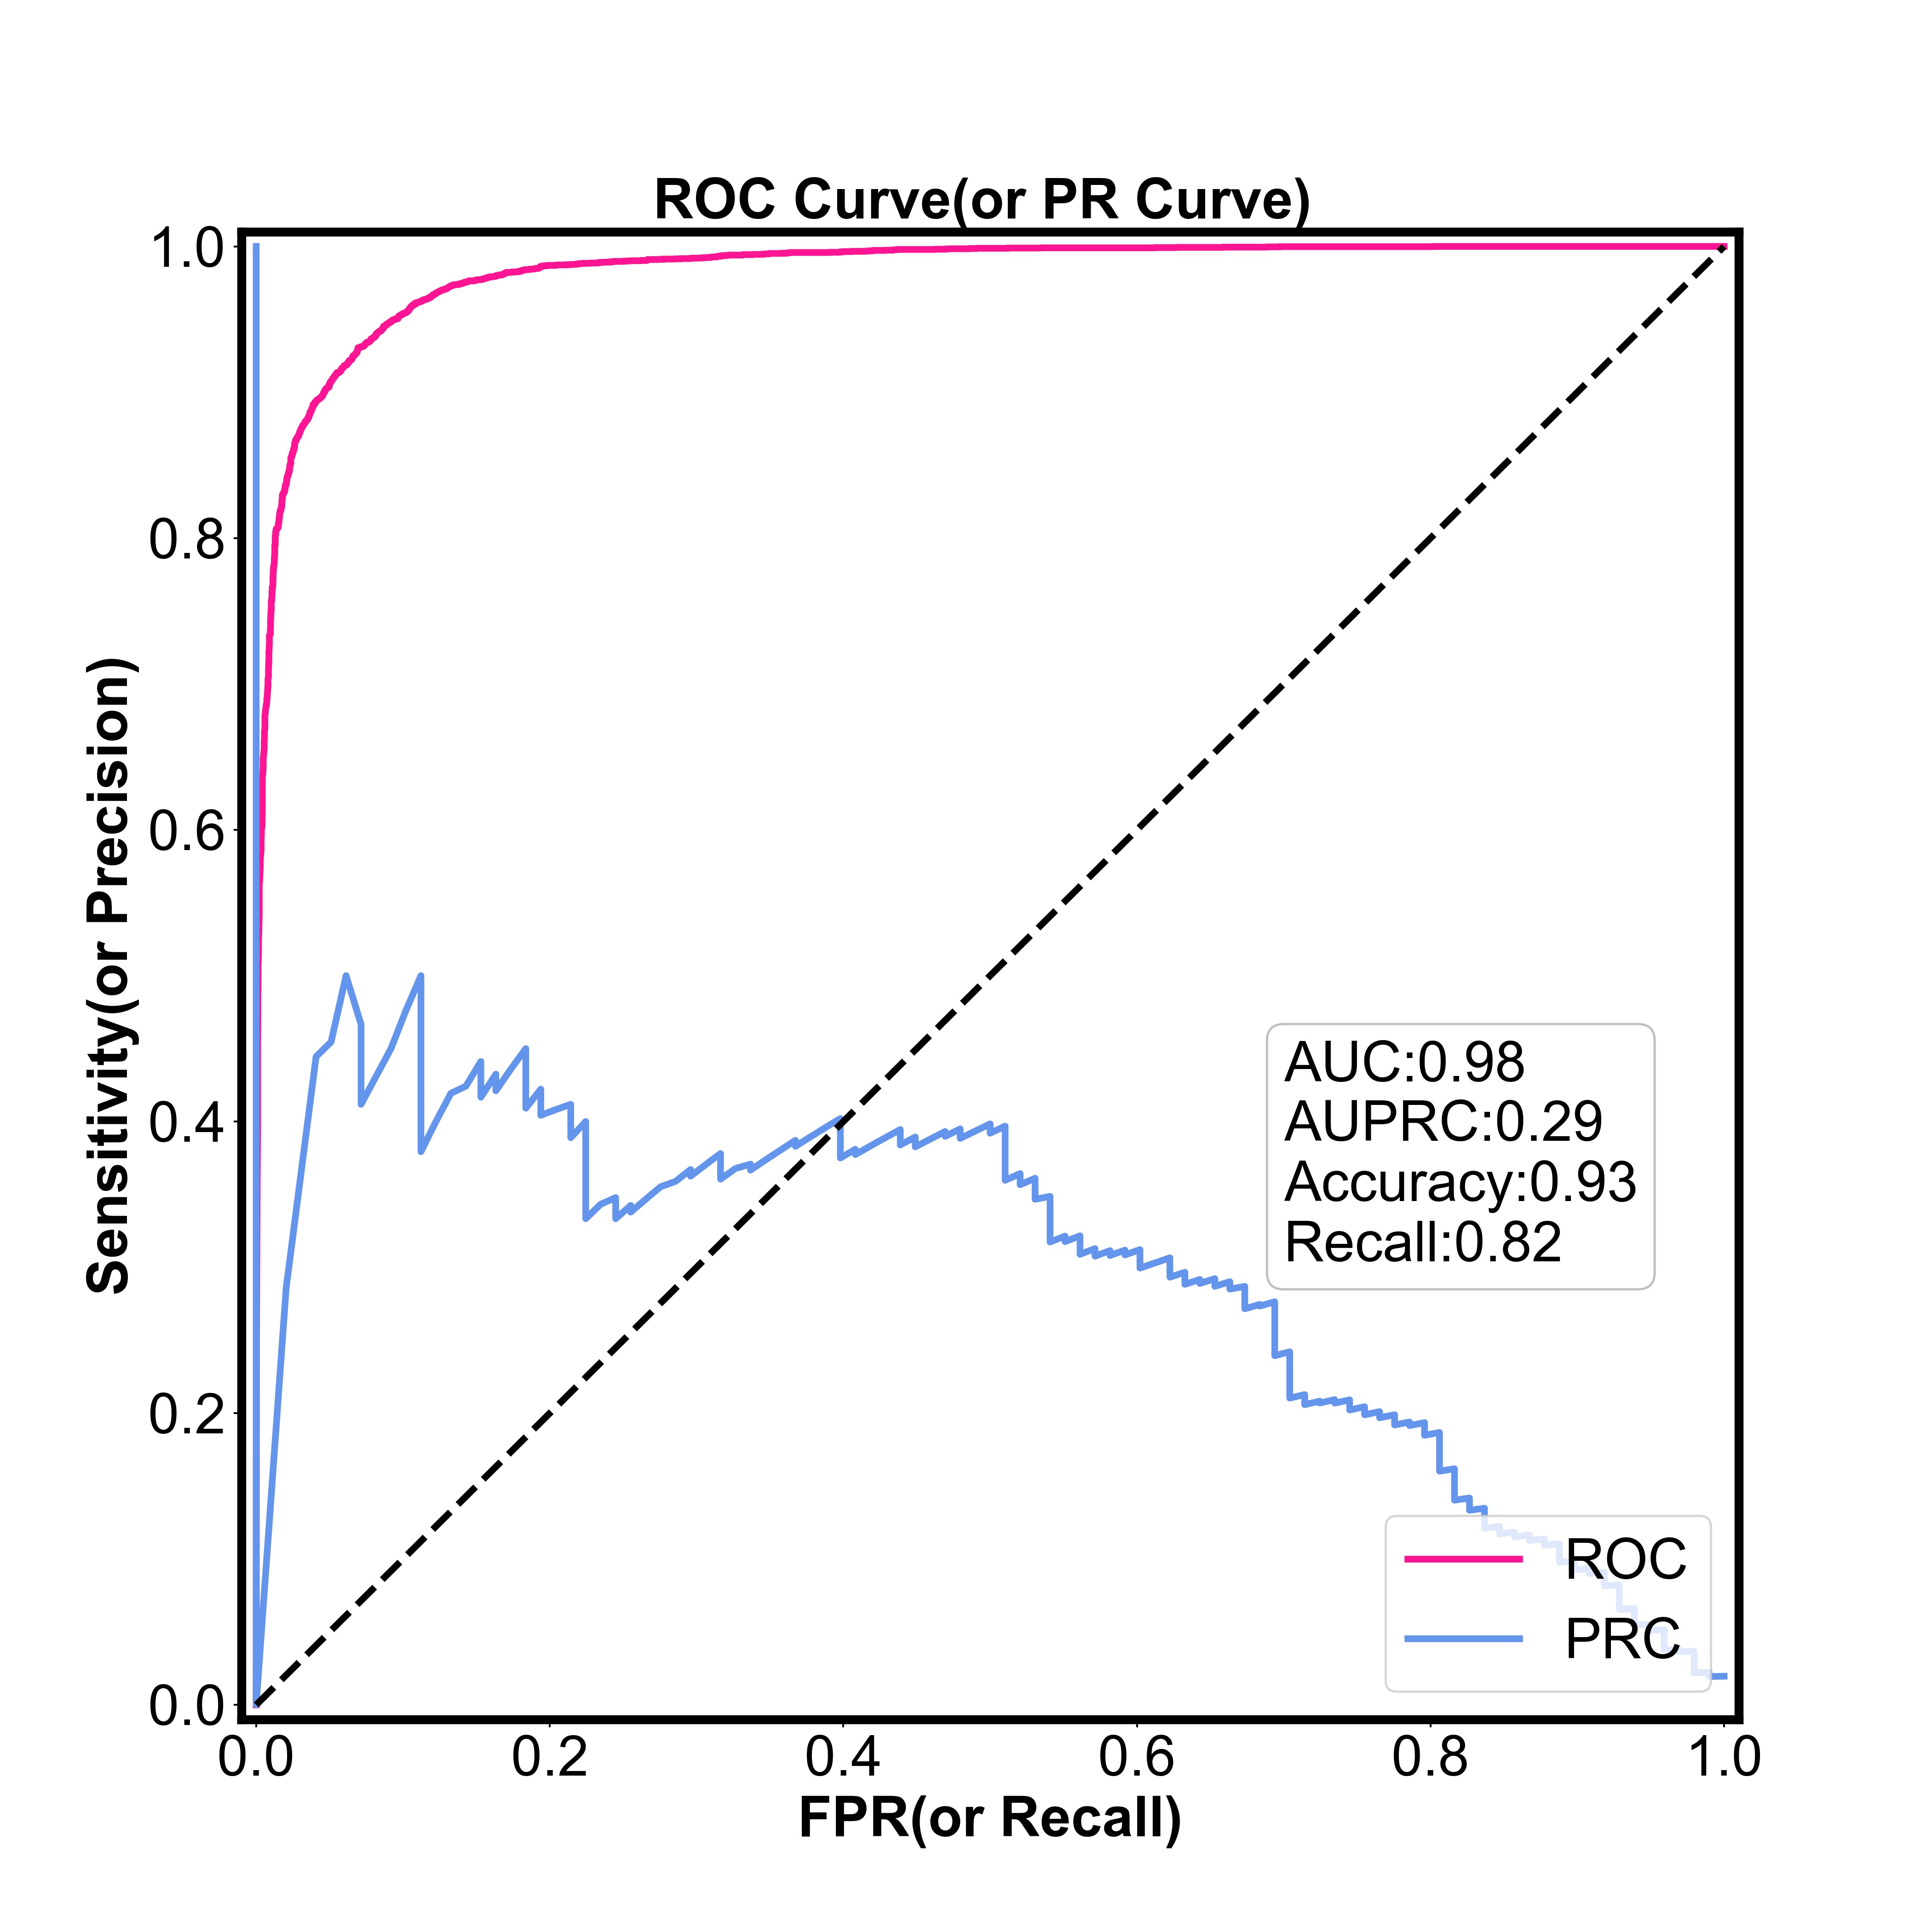 ROC Curve(or PR Curve)
1.0
0.8
0.6
0.4
0.2
0.0
Sensitivity(or Precision)
AUC:0.98
AUPRC:0.29
Accuracy:0.93
Recall:0.82
ROC
PRC
0.0 0.2 0.4 0.6 0.8 1.0
FPR(or Recall)